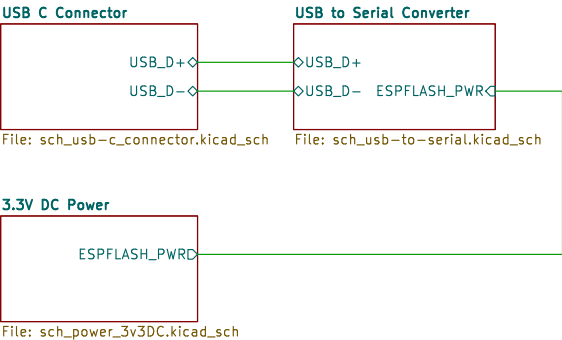 USB C Connector
USB to Serial Converter
USB_D+
USB_D+
USB_D-
USB_D- ESPFLASH_PWR
File: sch_usb-c_connector.kicad_sch
File: sch_usb-to-serial.kicad_sch
3.3V DC Power
ESPFLASH_PWR
File: sch_power_3v3DC.kicad_sch